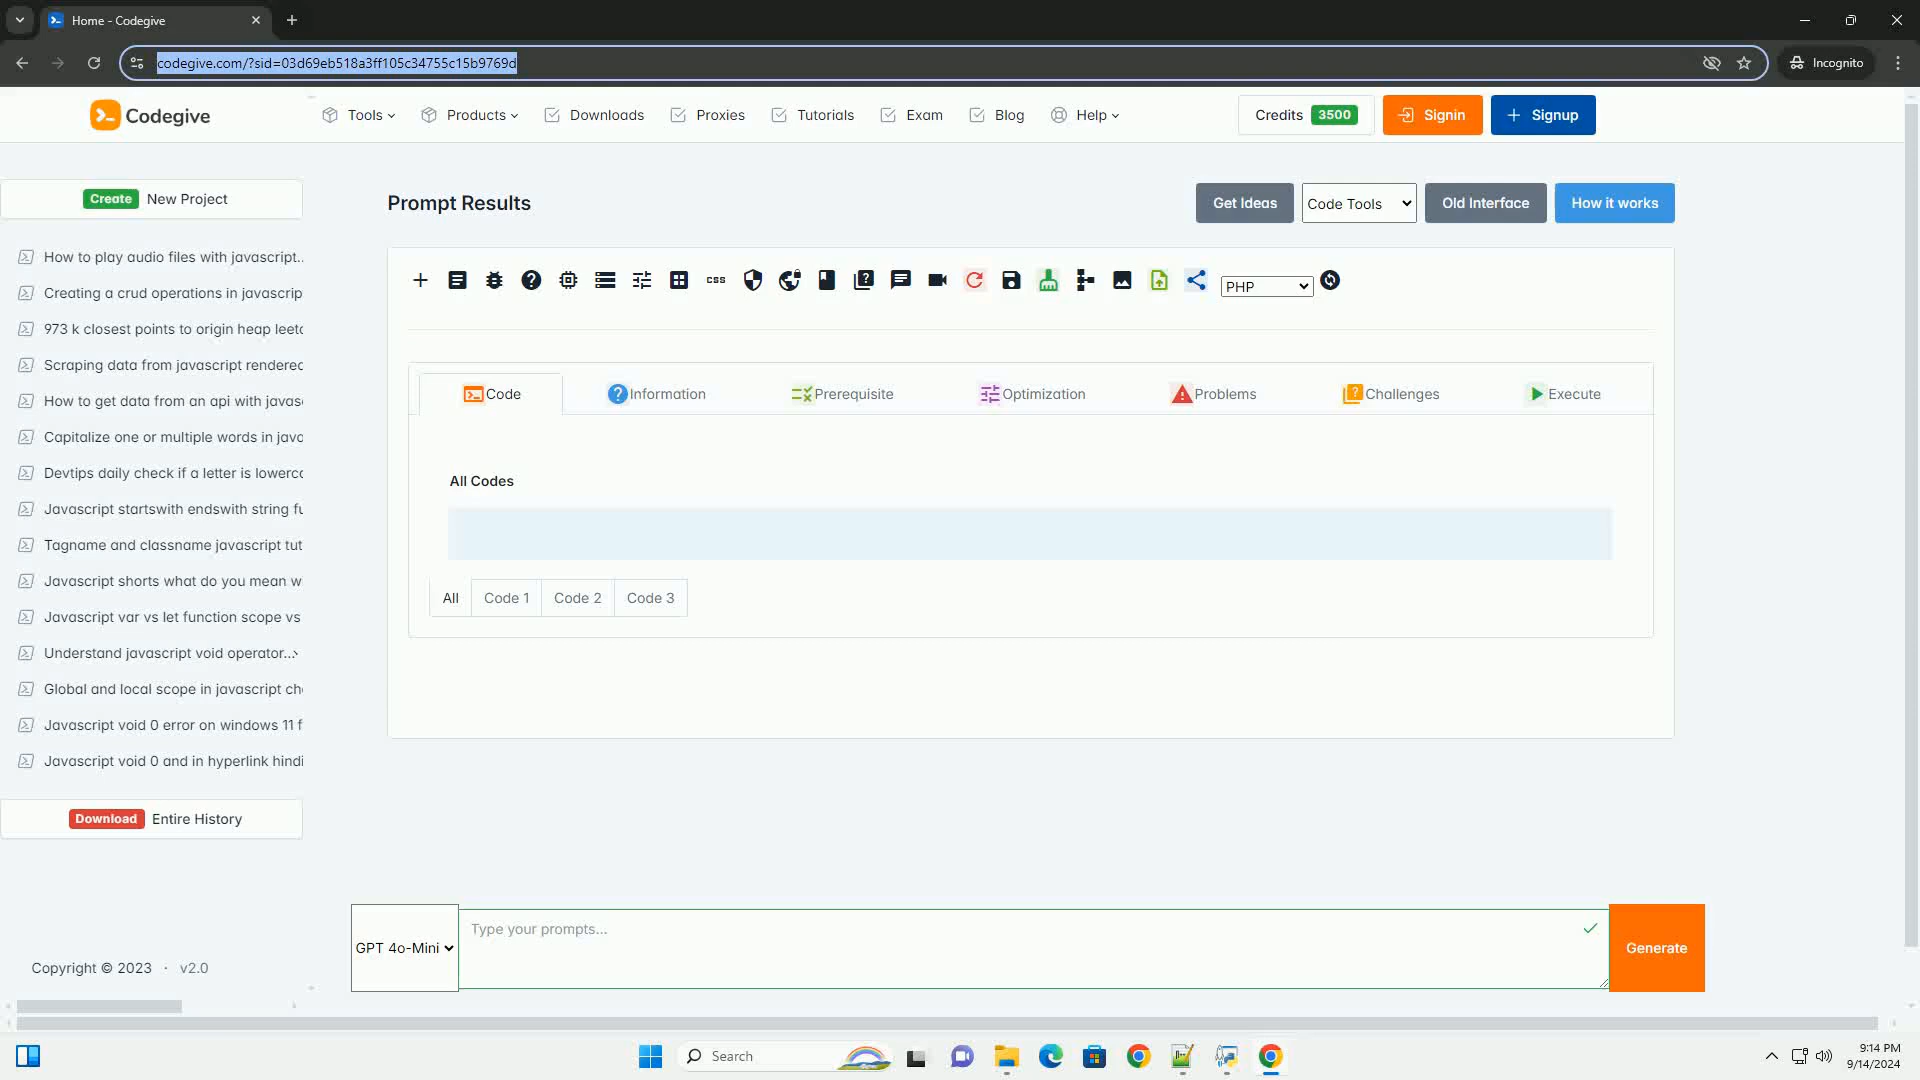 Home - Codegive
codegive.com/?sid=03d69eb518a3ff105c34755c15b9769d
Incognito
Codegive
Tools
Products
Downloads
Proxies
Tutorials
Exam
Blog
Help
Credits 3500
Signin
Signup
Create New Project
How to play audio files with javascript..
Creating a crud operations in javascrip
973 k closest points to origin heap leetc
Scraping data from javascript rendered
How to get data from an api with javas
Capitalize one or multiple words in java
Devtips daily check if a letter is lowerca
Javascript startswith endswith string fu
Tagname and classname javascript tut
Javascript shorts what do you mean w
Javascript var vs let function scope vs
Understand javascript void operator...
Global and local scope in javascript ch
Javascript void 0 error on windows 11 f
Javascript void 0 and in hyperlink hindi
Download Entire History
Copyright © 2023 · v2.0
Prompt Results
Get Ideas
Code Tools
Old Interface
How it works
css
PHP
Code
Information
Prerequisite
Optimization
Problems
Challenges
Execute
All Codes
All
Code 1
Code 2
Code 3
GPT 4o-Mini
Type your prompts...
Generate
Search
9:14 PM
9/14/2024